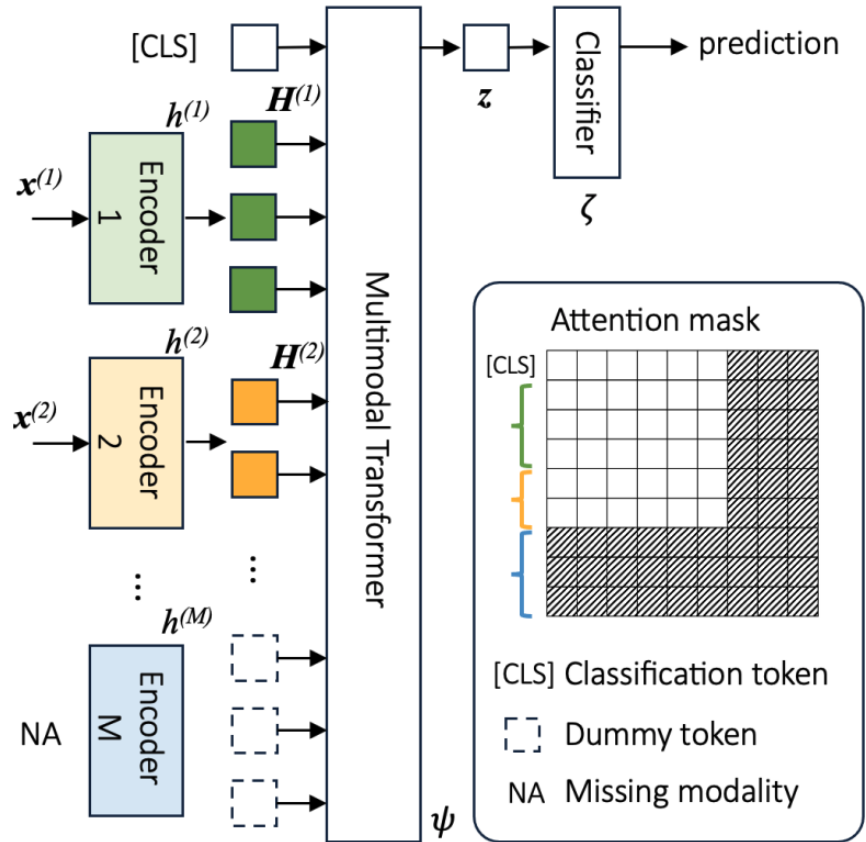 [CLS]
prediction
z
Classifier
ζ
H(1)
h(1)
x(1)
Encoder
1
h(2)
H(2)
x(2)
Encoder
2
...
...
h(M)
NA
Encoder
M
Multimodal Transformer
ψ
Attention mask
[CLS]
[CLS] Classification token
Dummy token
NA Missing modality